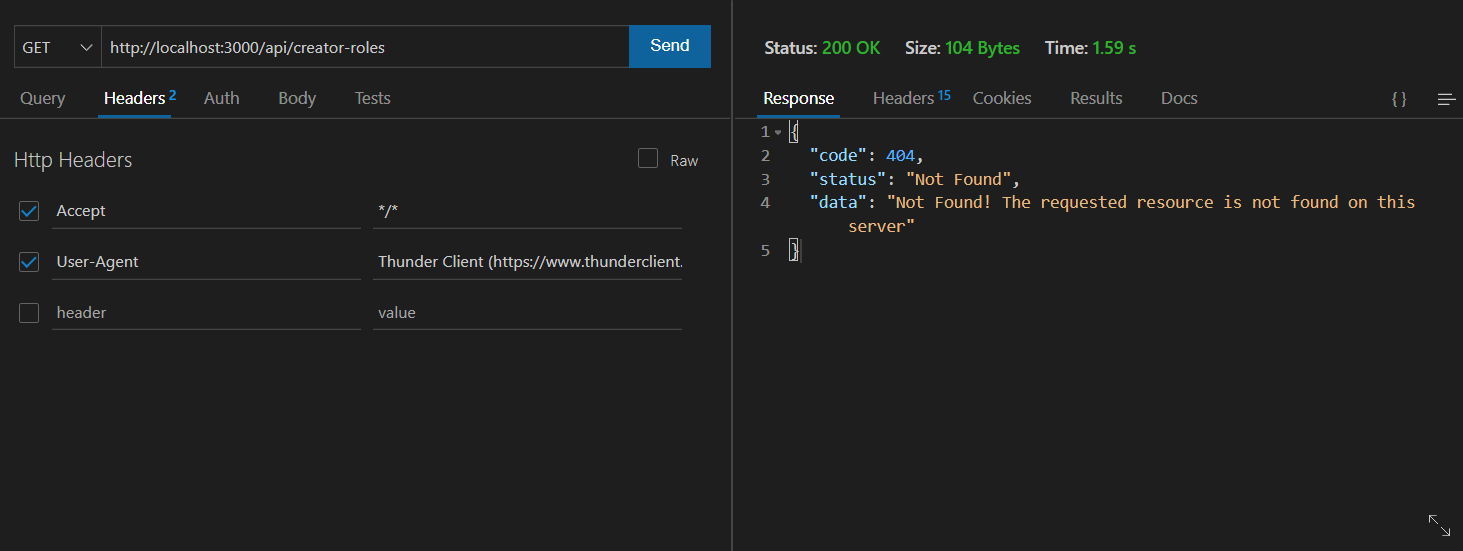 GET http://localhost:3000/api/creator-roles Send
Query Headers 2 Auth Body Tests
Http Headers Raw
Accept */*
User-Agent Thunder Client (https://www.thunderclient.
header value
Status: 200 OK Size: 104 Bytes Time: 1.59 s
Response Headers 15 Cookies Results Docs { }
1 {
2 "code": 404,
3 "status": "Not Found",
4 "data": "Not Found! The requested resource is not found on this
server"
5 }